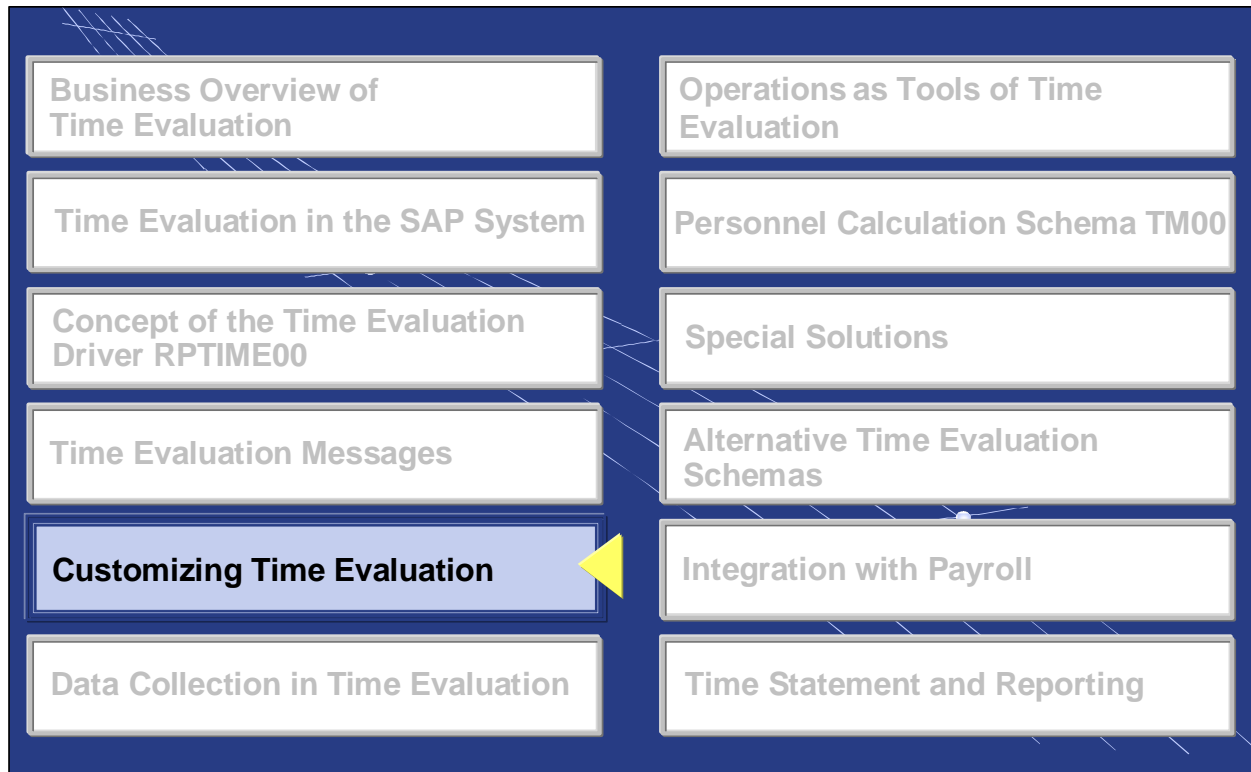 Business Overview of
Time Evaluation
Time Evaluation in the SAP System
Concept of the Time Evaluation
Driver RPTIME00
Time Evaluation Messages
Customizing Time Evaluation
Data Collection in Time Evaluation
Operations as Tools of Time
Evaluation
Personnel Calculation Schema TM00
Special Solutions
Alternative Time Evaluation
Schemas
Integration with Payroll
Time Statement and Reporting